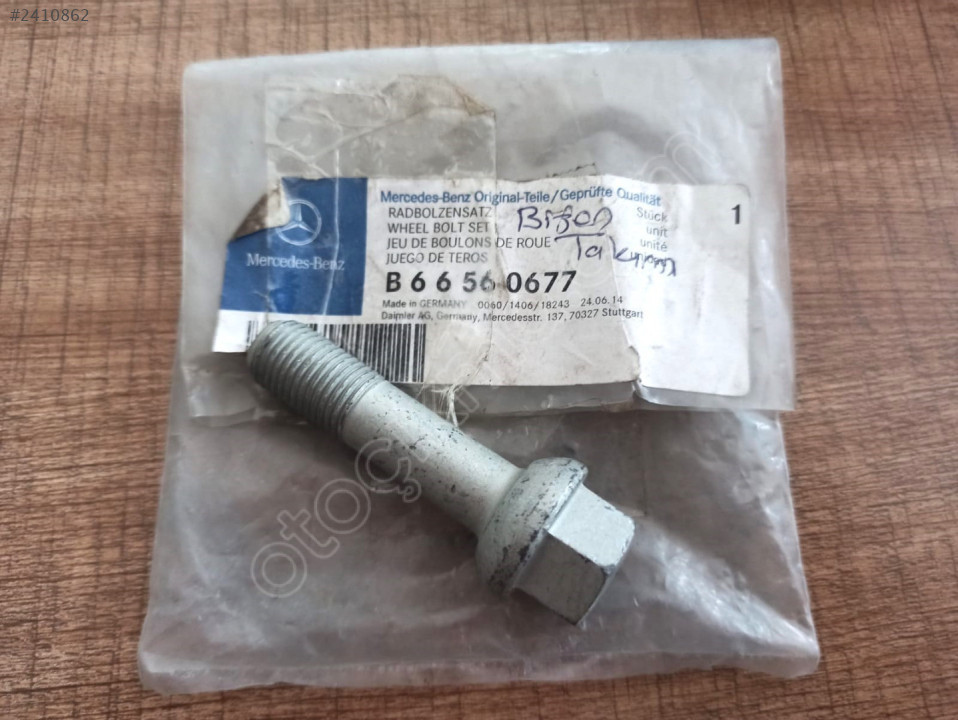 #2410862
Mercedes-Benz Original-Teile/Geprüfte Qualität
RADBOLZENSATZ
WHEEL BOLT SET
JEU DE BOULONS DE ROUE
JUEGO DE TEROS
Stück
unit
unité
1
Mercedes-Benz
B 6 6 56 0677
Made in GERMANY 0060/1406/18243 24.06.14
Daimler AG, Germany, Mercedesstr. 137, 70327 Stuttgart